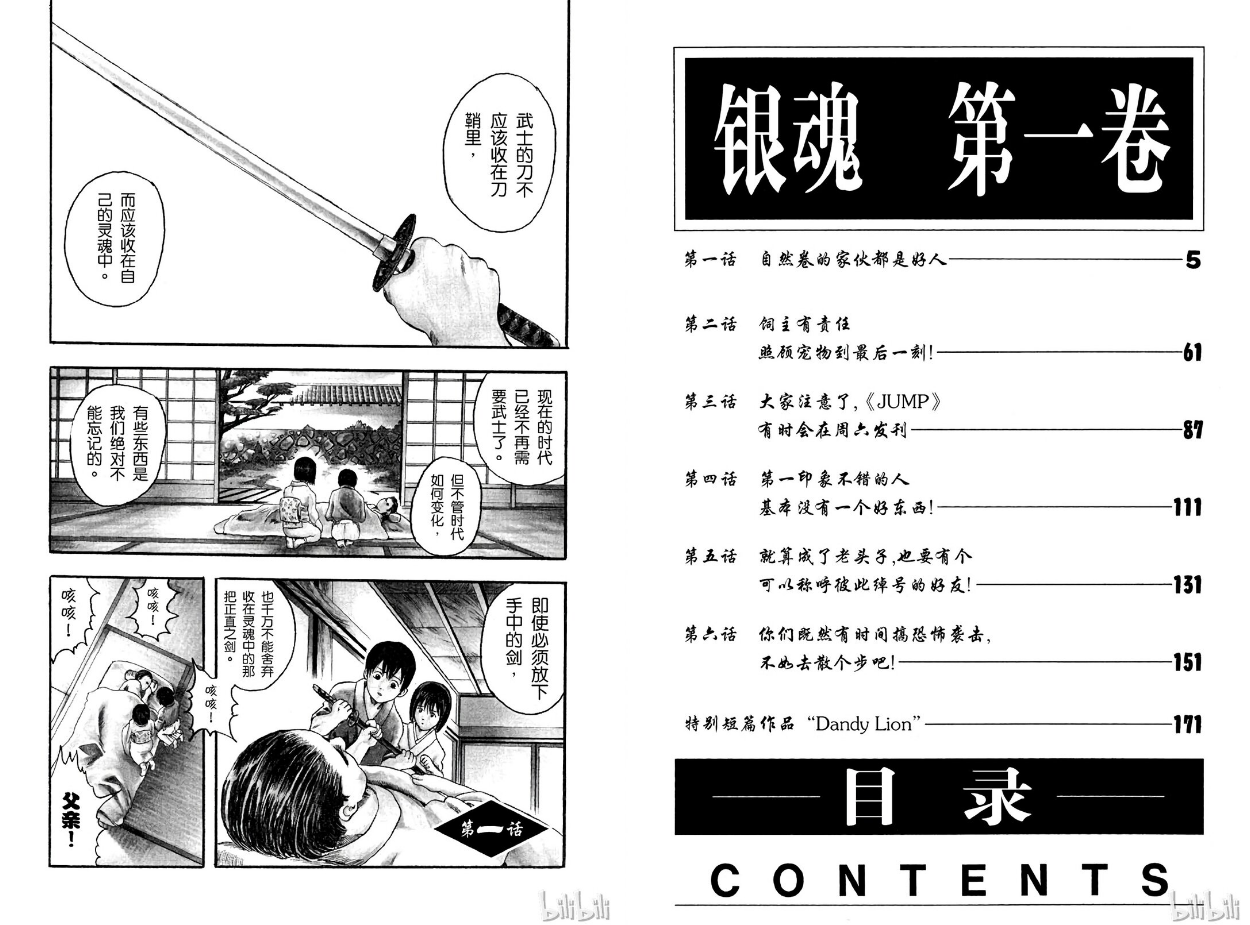 银魂 第一卷
第一话 自然卷的家伙都是好人 5
第二话 饲主有责任
照顾宠物到最后一刻! 61
第三话 大家注意了,《JUMP》
有时会在周六发刊 87
第四话 第一印象不错的人
基本没有一个好东西! 111
第五话 就算成了老头子,也要有个
可以称呼彼此绰号的好友! 131
第六话 你们既然有时间搞恐怖袭击,
不如去散个步吧! 151
特别短篇作品 “Dandy Lion” 171
目录
CONTENTS
bilibili
武士的刀不
应该收在刀
鞘里，
而应该收在自
己的灵魂中。
现在的时代
已经不再需
要武士了。
但不管时代
如何变化，
有些东西是
我们绝对不
能忘记的。
即使必须放下
手中的剑，
也千万不能舍弃
收在灵魂中的那
把正直之剑。
第一话
咳咳！
咳咳！
咳咳！
父亲！
bilibili